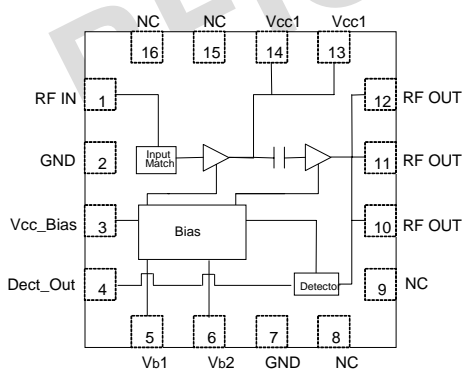 NC NC Vcc1 Vcc1
16 15 14 13
RF IN 1 12 RF OUT
Input
Match
GND 2 11 RF OUT
Vcc_Bias 3 Bias 10 RF OUT
Dect_Out 4 Detector 9 NC
5 6 7 8
Vb1 Vb2 GND NC